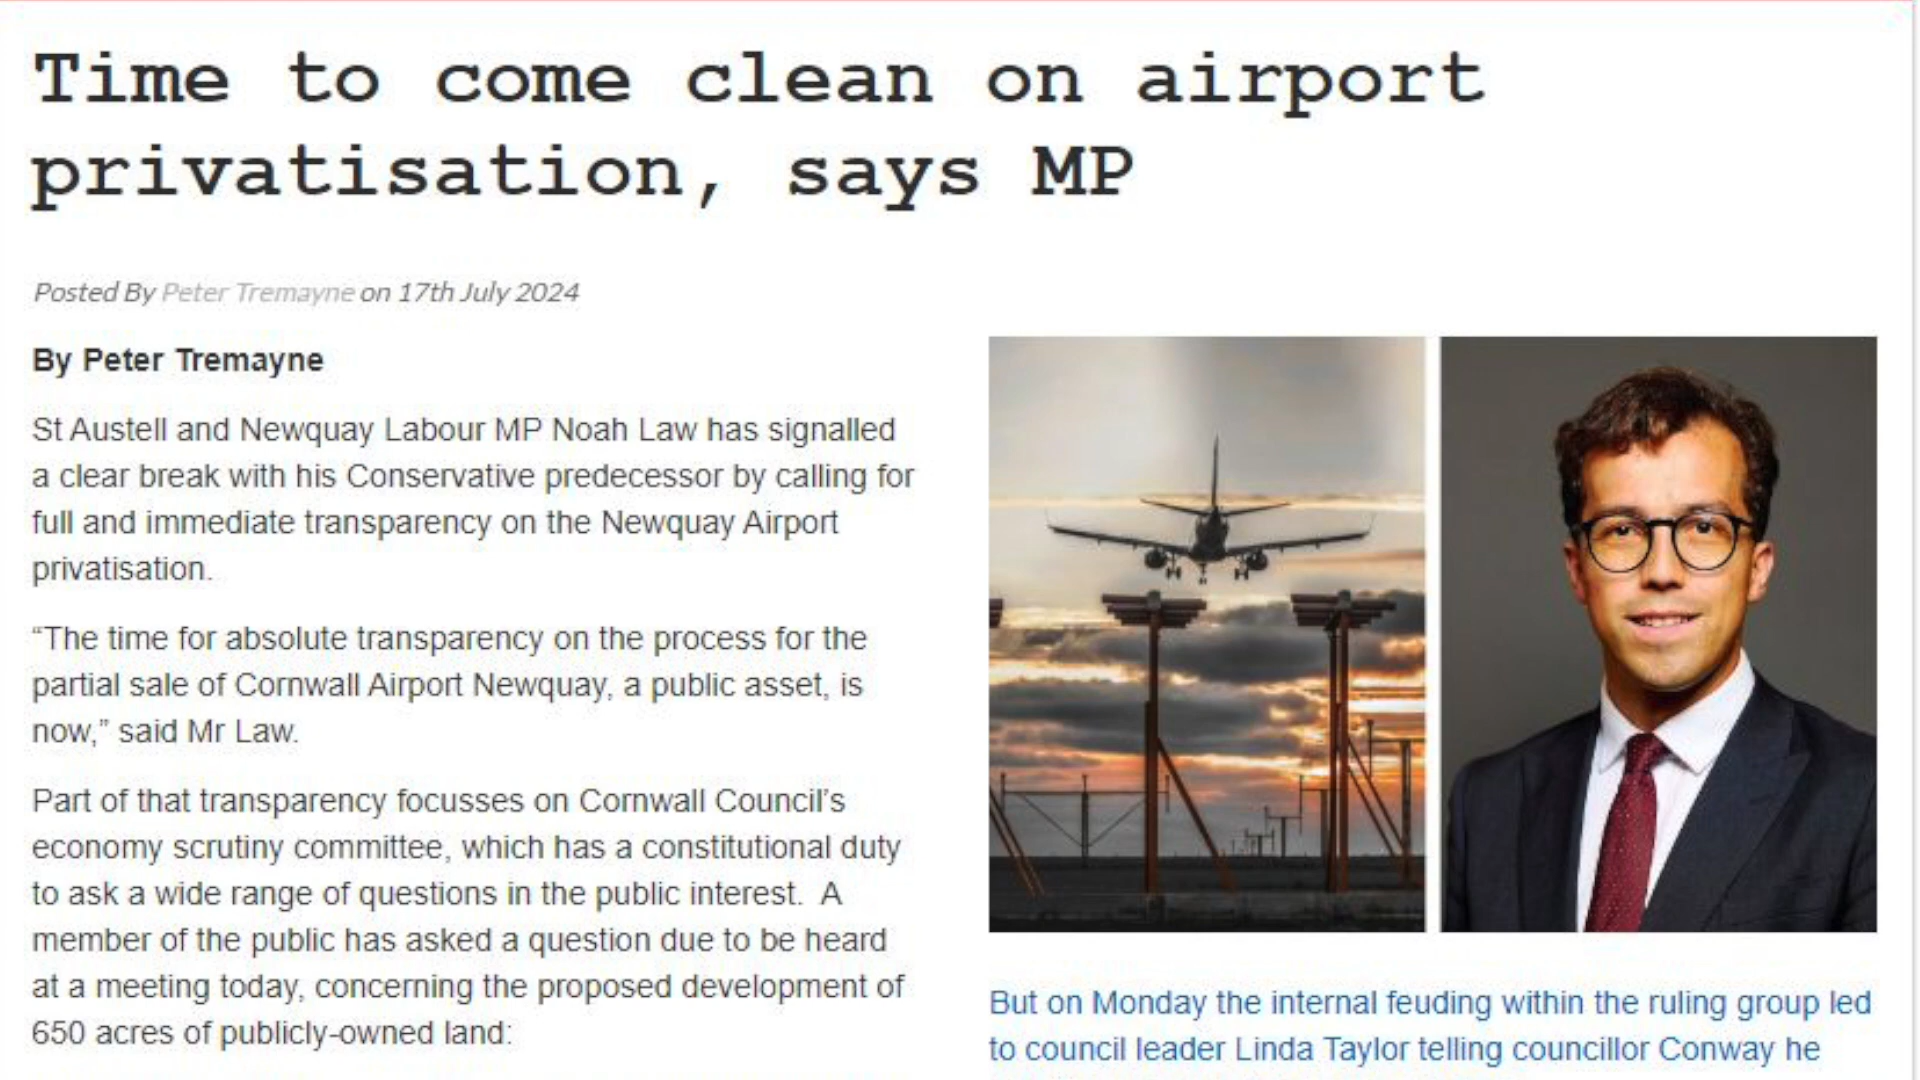 Time to come clean on airport
privatisation, says MP
Posted By Peter Tremayne on 17th July 2024
By Peter Tremayne
St Austell and Newquay Labour MP Noah Law has signalled
a clear break with his Conservative predecessor by calling for
full and immediate transparency on the Newquay Airport
privatisation.
“The time for absolute transparency on the process for the
partial sale of Cornwall Airport Newquay, a public asset, is
now,” said Mr Law.
Part of that transparency focusses on Cornwall Council’s
economy scrutiny committee, which has a constitutional duty
to ask a wide range of questions in the public interest.  A
member of the public has asked a question due to be heard
at a meeting today, concerning the proposed development of
650 acres of publicly-owned land:
But on Monday the internal feuding within the ruling group led
to council leader Linda Taylor telling councillor Conway he